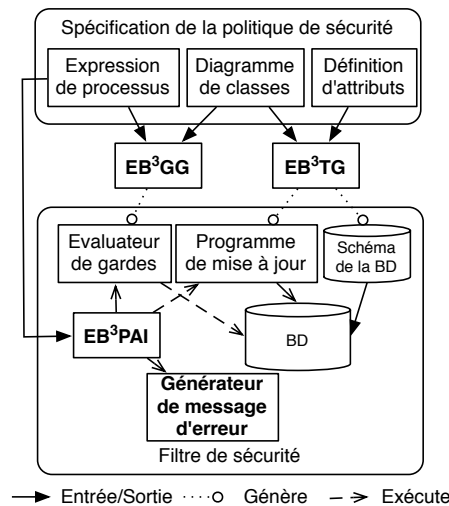 Spécification de la politique de sécurité
Expression
de processus
Diagramme
de classes
Définition
d'attributs
EB³GG
EB³TG
Evaluateur
de gardes
Programme
de mise à jour
Schéma
de la BD
EB³PAI
BD
Générateur
de message
d'erreur
Filtre de sécurité
Entrée/Sortie
Génère
Exécute